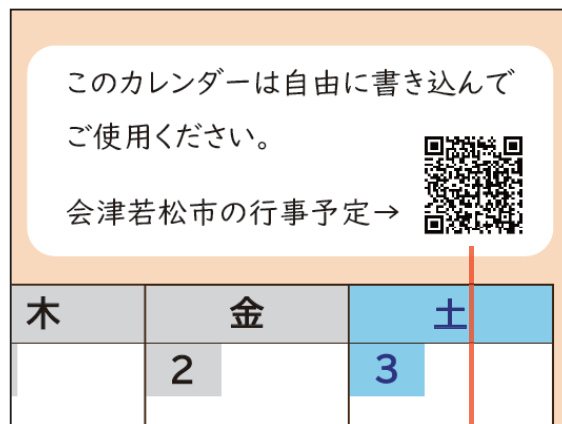 このカレンダーは自由に書き込んで
ご使用ください。
会津若松市の行事予定→
木 金 土
2 3